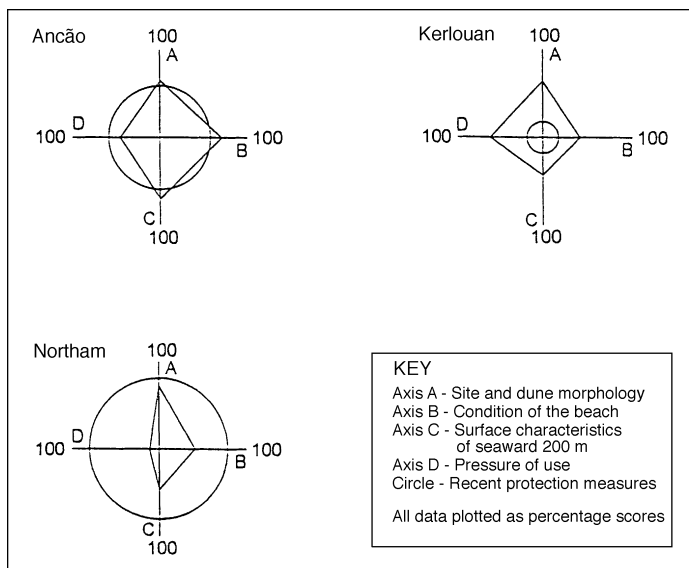 Ancão
100
A
D
100
100
B
C
100
Kerlouan
100
A
D
100
100
B
C
100
Northam
100
A
D
100
100
B
C
100
KEY
Axis A - Site and dune morphology
Axis B - Condition of the beach
Axis C - Surface characteristics
of seaward 200 m
Axis D - Pressure of use
Circle - Recent protection measures
All data plotted as percentage scores